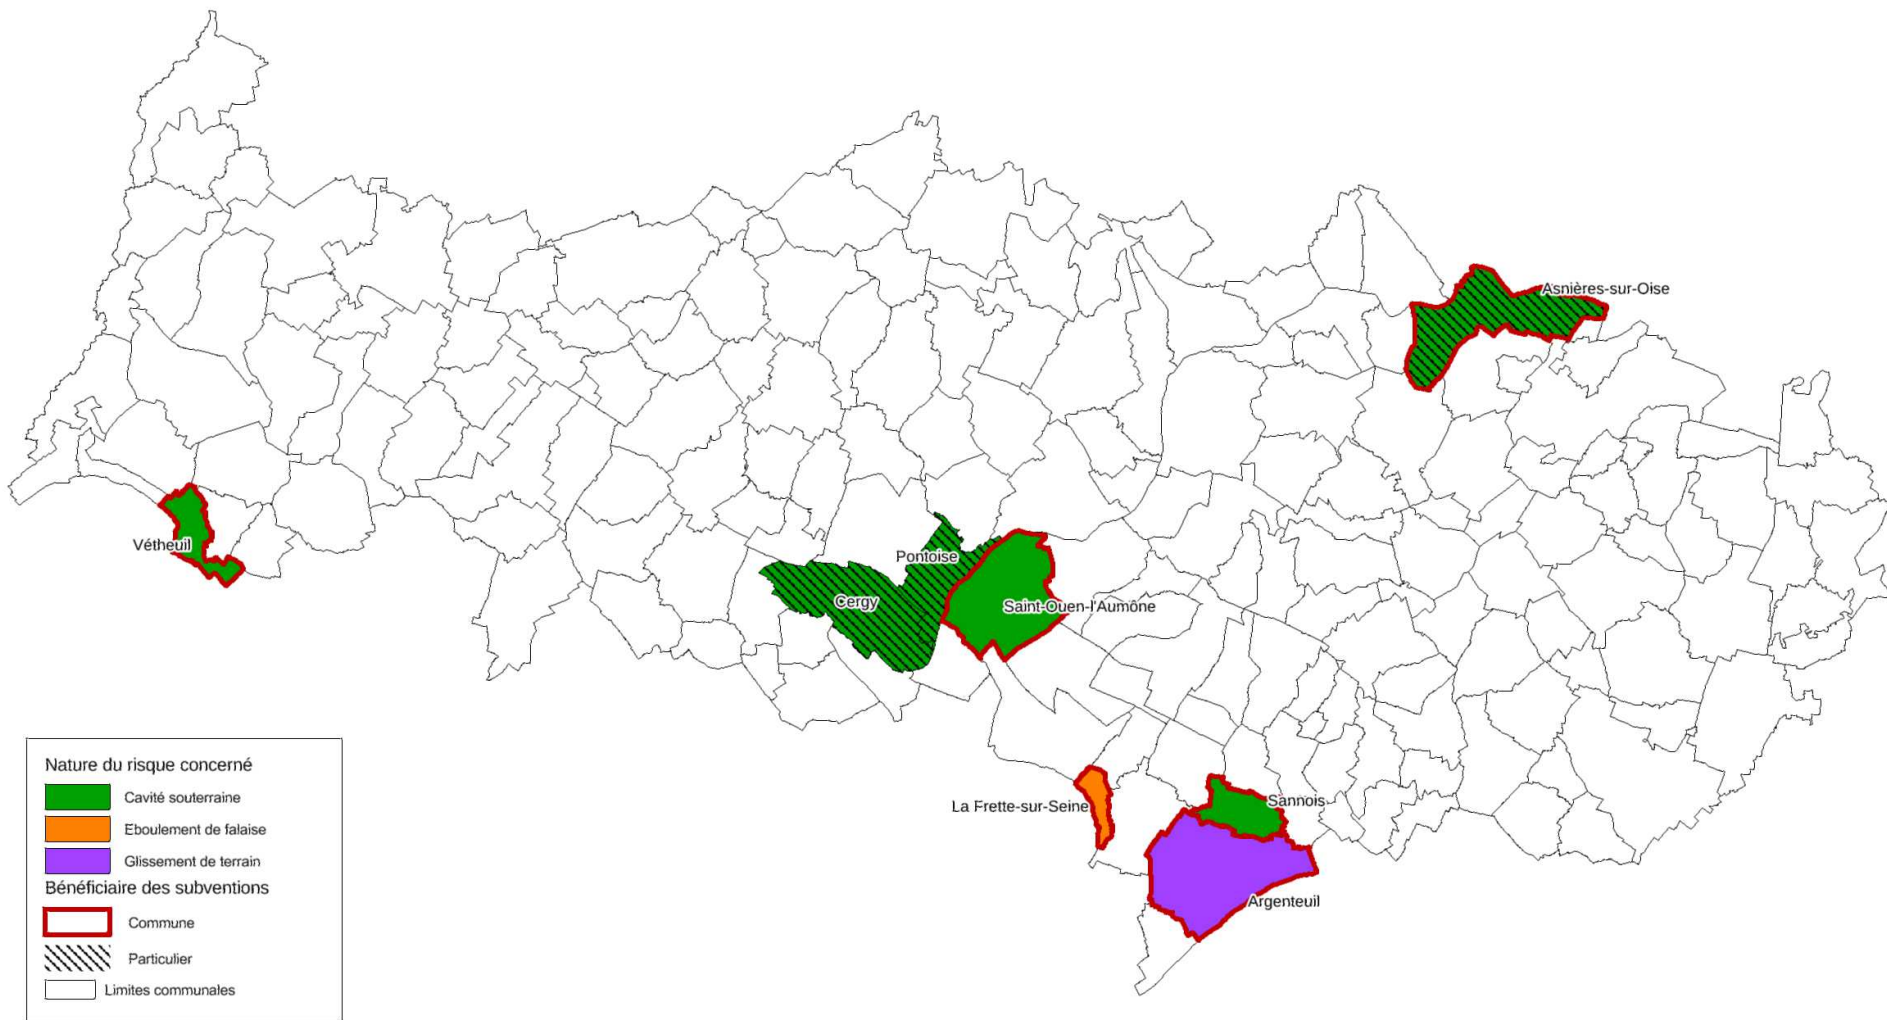 Asnières-sur-Oise
Vétheuil
Pontoise
Cergy
Saint-Ouen-l'Aumône
La Frette-sur-Seine
Sannois
Argenteuil
Nature du risque concerné
Cavité souterraine
Eboulement de falaise
Glissement de terrain
Bénéficiaire des subventions
Commune
Particulier
Limites communales